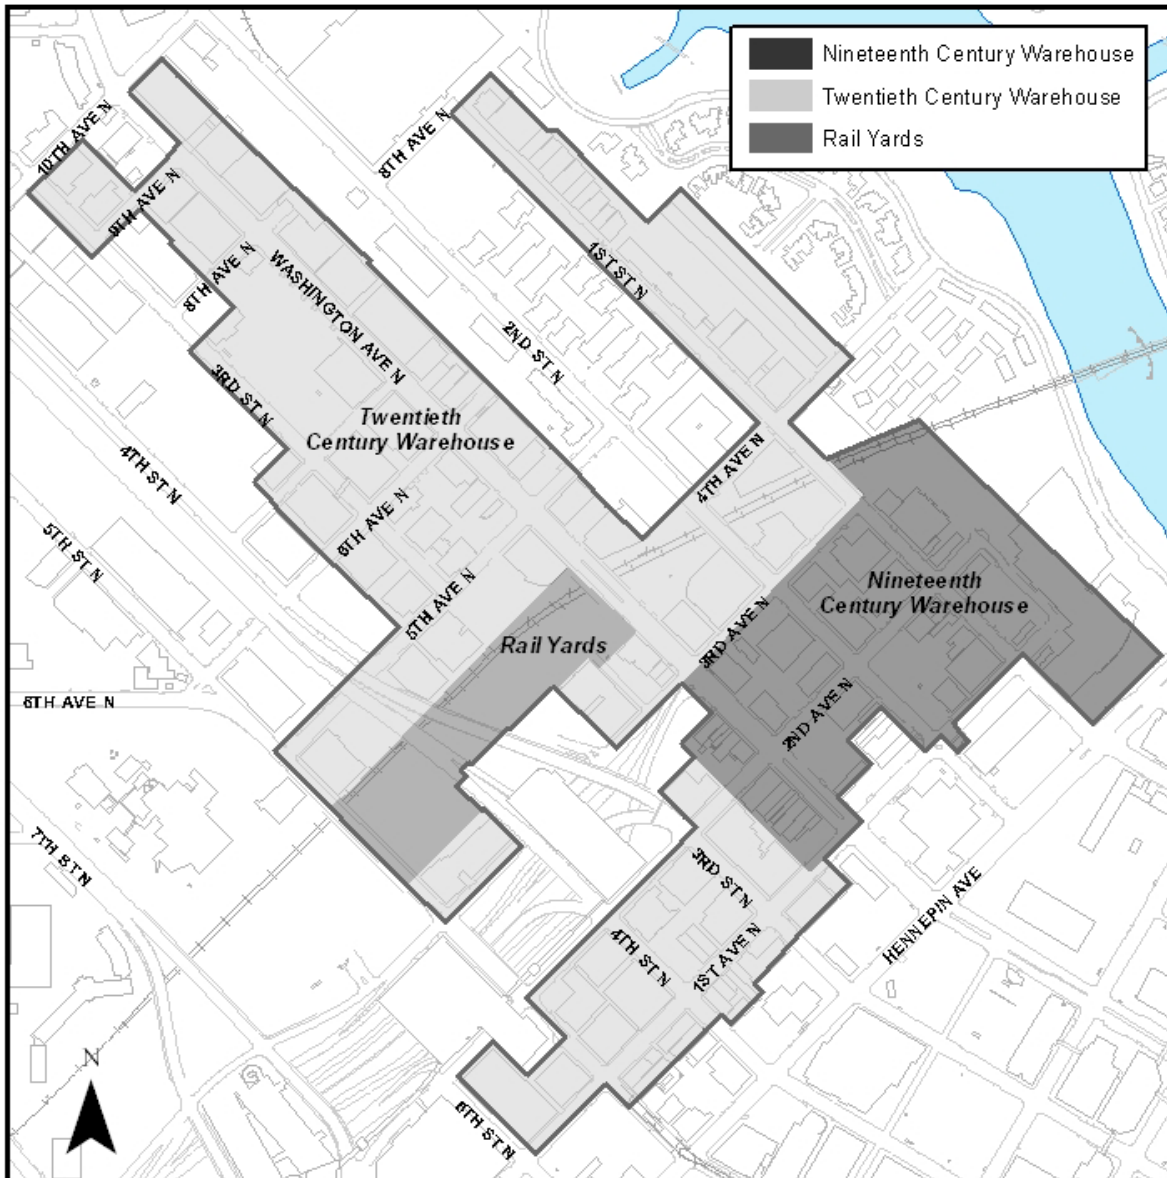 Nineteenth Century Warehouse
Twentieth Century Warehouse
Rail Yards
10TH AVE N
8TH AVE N
9TH AVE N
8TH AVE N
WASHINGTON AVE N
1ST ST N
2ND ST N
3RD ST N
Twentieth
Century Warehouse
4TH ST N
4TH AVE N
6TH AVE N
5TH ST N
5TH AVE N
Nineteenth
Century Warehouse
Rail Yards
3RD AVE N
6TH AVE N
2ND AVE N
7TH ST N
3RD ST N
HENNEPIN AVE
4TH ST N
1ST AVE N
N
6TH ST N